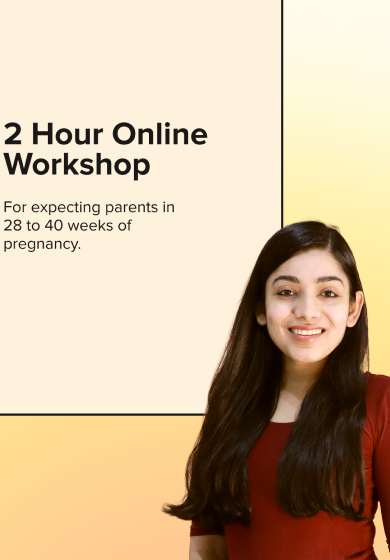 2 Hour Online
Workshop
For expecting parents in
28 to 40 weeks of
pregnancy.